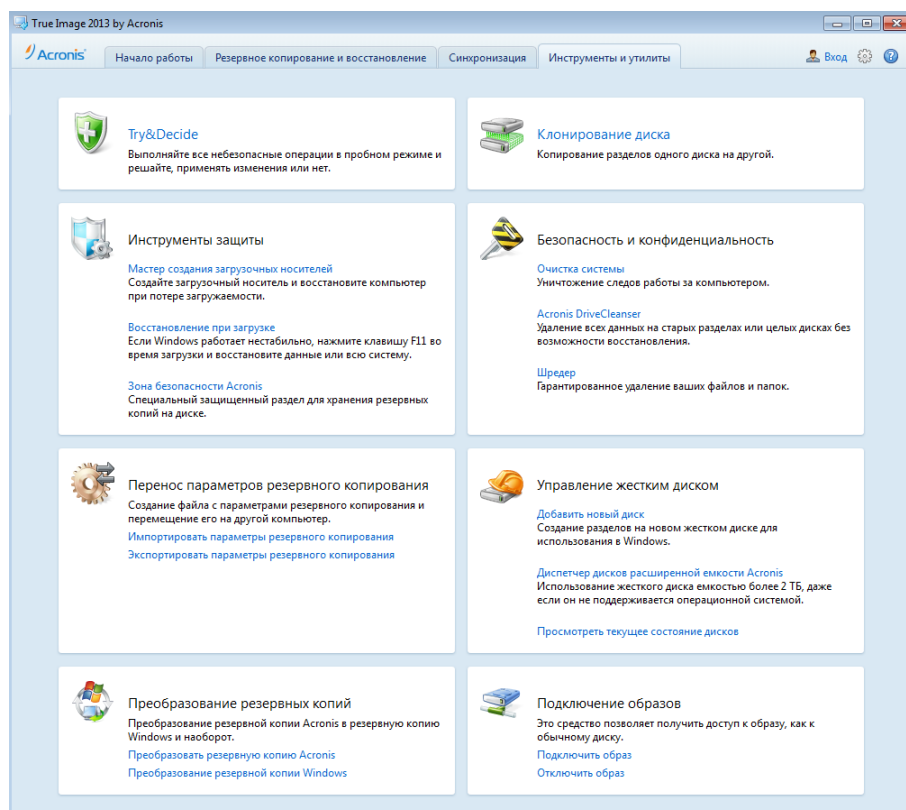 True Image 2013 by Acronis
Acronis
Начало работы
Резервное копирование и восстановление
Синхронизация
Инструменты и утилиты
Вход
Try&Decide
Выполняйте все небезопасные операции в пробном режиме и
решайте, применять изменения или нет.
Клонирование диска
Копирование разделов одного диска на другой.
Инструменты защиты
Мастер создания загрузочных носителей
Создайте загрузочный носитель и восстановите компьютер
при потере загружаемости.
Восстановление при загрузке
Если Windows работает нестабильно, нажмите клавишу F11 во
время загрузки и восстановите данные или всю систему.
Зона безопасности Acronis
Специальный защищенный раздел для хранения резервных
копий на диске.
Безопасность и конфиденциальность
Очистка системы
Уничтожение следов работы за компьютером.
Acronis DriveCleanser
Удаление всех данных на старых разделах или целых дисках без
возможности восстановления.
Шредер
Гарантированное удаление ваших файлов и папок.
Перенос параметров резервного копирования
Создание файла с параметрами резервного копирования и
перемещение его на другой компьютер.
Импортировать параметры резервного копирования
Экспортировать параметры резервного копирования
Управление жестким диском
Добавить новый диск
Создание разделов на новом жестком диске для
использования в Windows.
Диспетчер дисков расширенной емкости Acronis
Использование жесткого диска емкостью более 2 ТБ, даже
если он не поддерживается операционной системой.
Просмотреть текущее состояние дисков
Преобразование резервных копий
Преобразование резервной копии Acronis в резервную копию
Windows и наоборот.
Преобразовать резервную копию Acronis
Преобразование резервной копии Windows
Подключение образов
Это средство позволяет получить доступ к образу, как к
обычному диску.
Подключить образ
Отключить образ